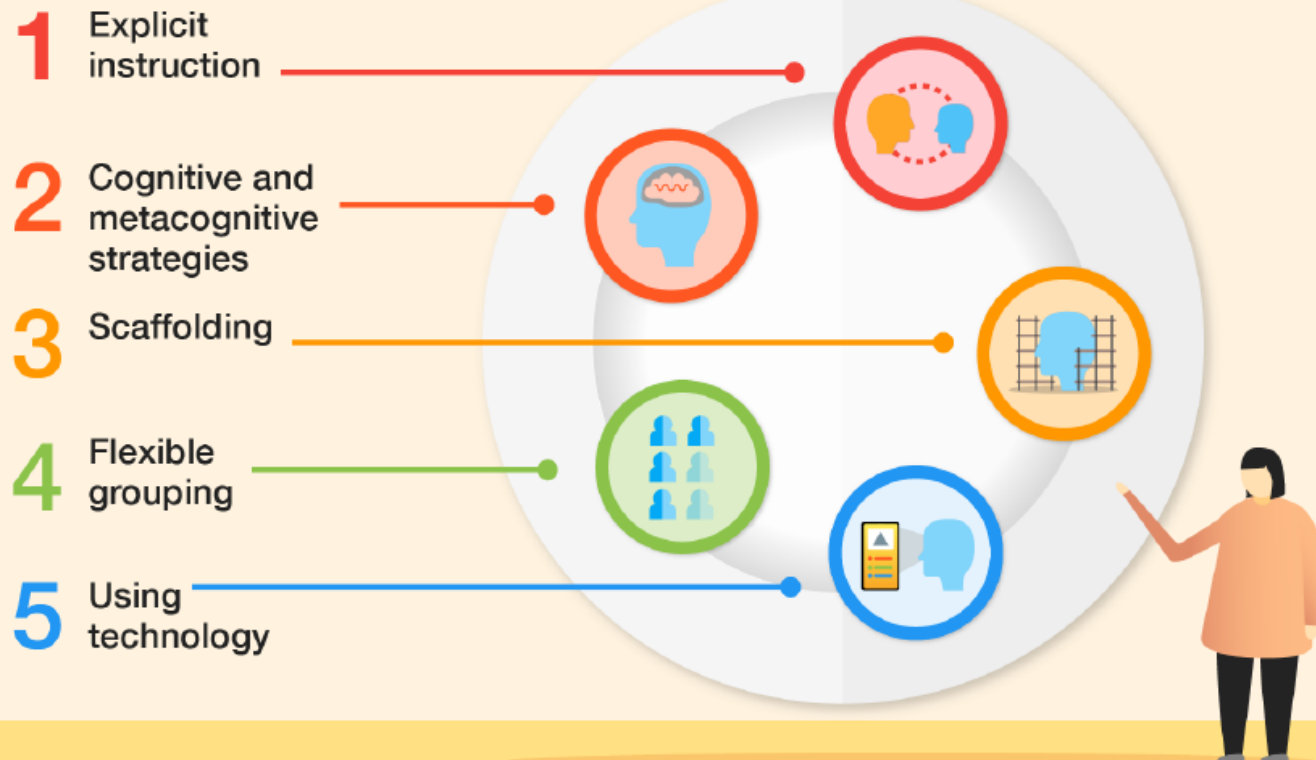 1 Explicit
instruction
2 Cognitive and
metacognitive
strategies
3 Scaffolding
4 Flexible
grouping
5 Using
technology